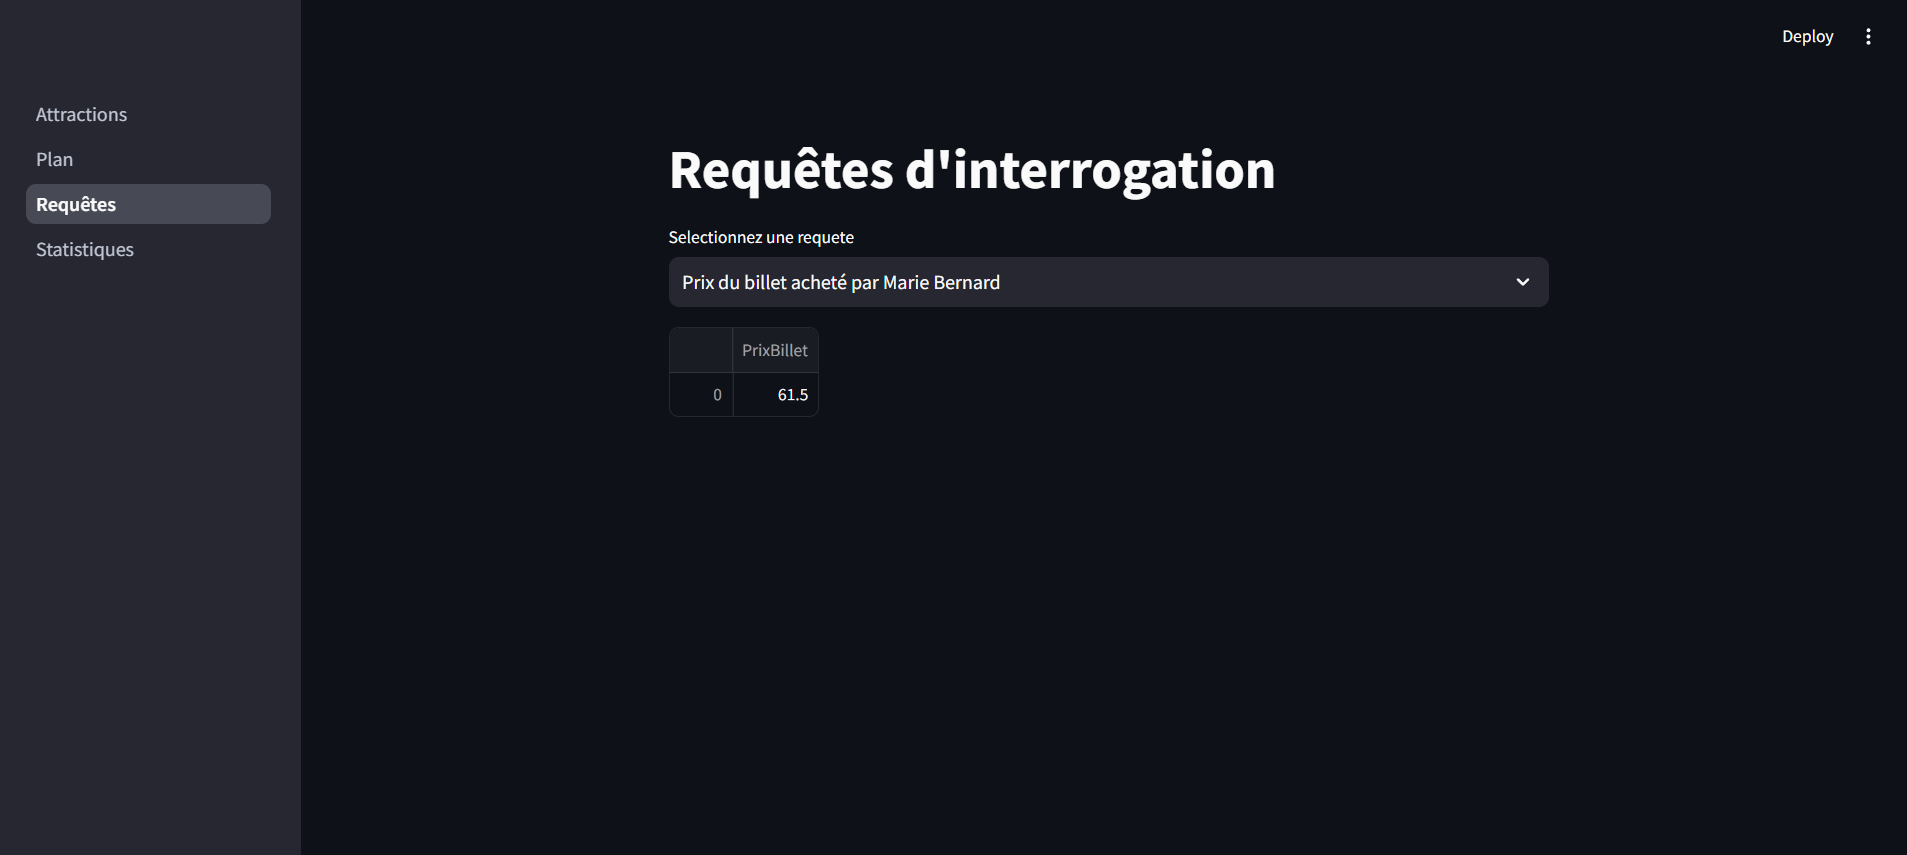 Deploy
Attractions
Plan
Requêtes
Statistiques
Requêtes d'interrogation
Selectionnez une requete
Prix du billet acheté par Marie Bernard
PrixBillet
0 61.5